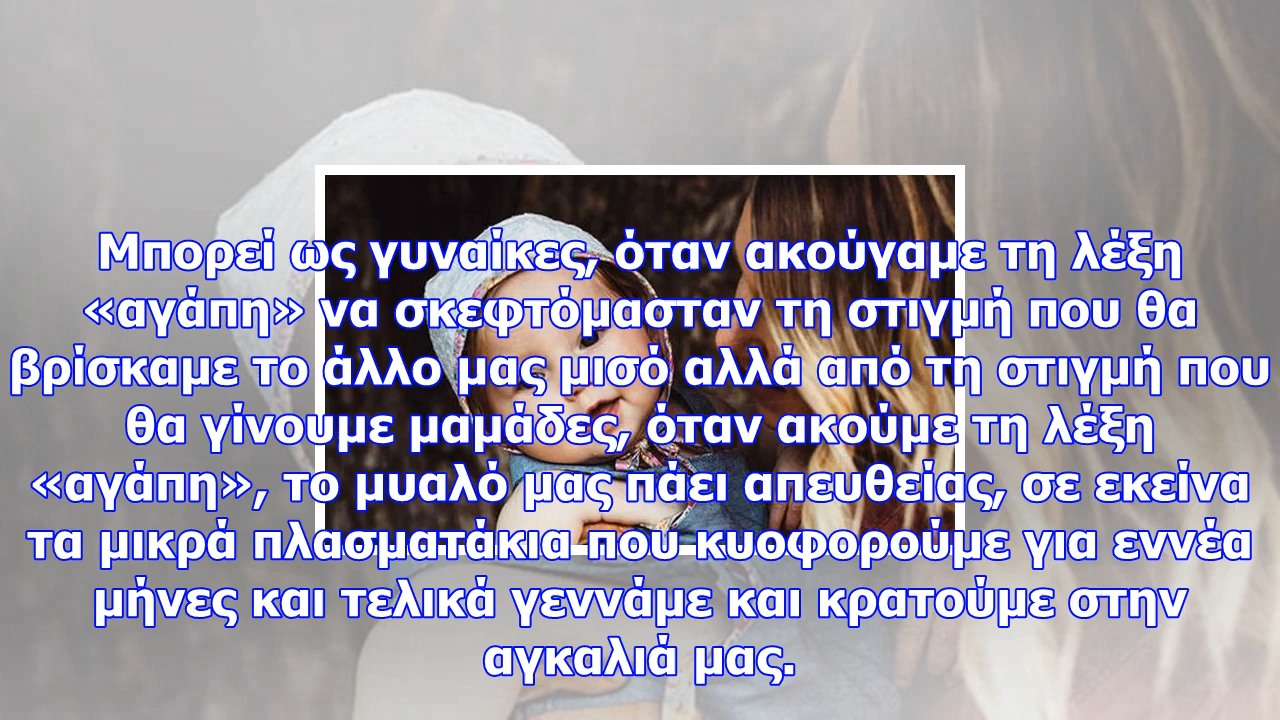 Μπορεί ως γυναίκες, όταν ακούγαμε τη λέξη
«αγάπη» να σκεφτόμασταν τη στιγμή που θα
βρίσκαμε το άλλο μας μισό αλλά από τη στιγμή που
θα γίνουμε μαμάδες, όταν ακούμε τη λέξη
«αγάπη», το μυαλό μας πάει απευθείας, σε εκείνα
τα μικρά πλασματάκια που κυοφορούμε για εννέα
μήνες και τελικά γεννάμε και κρατούμε στην
αγκαλιά μας.